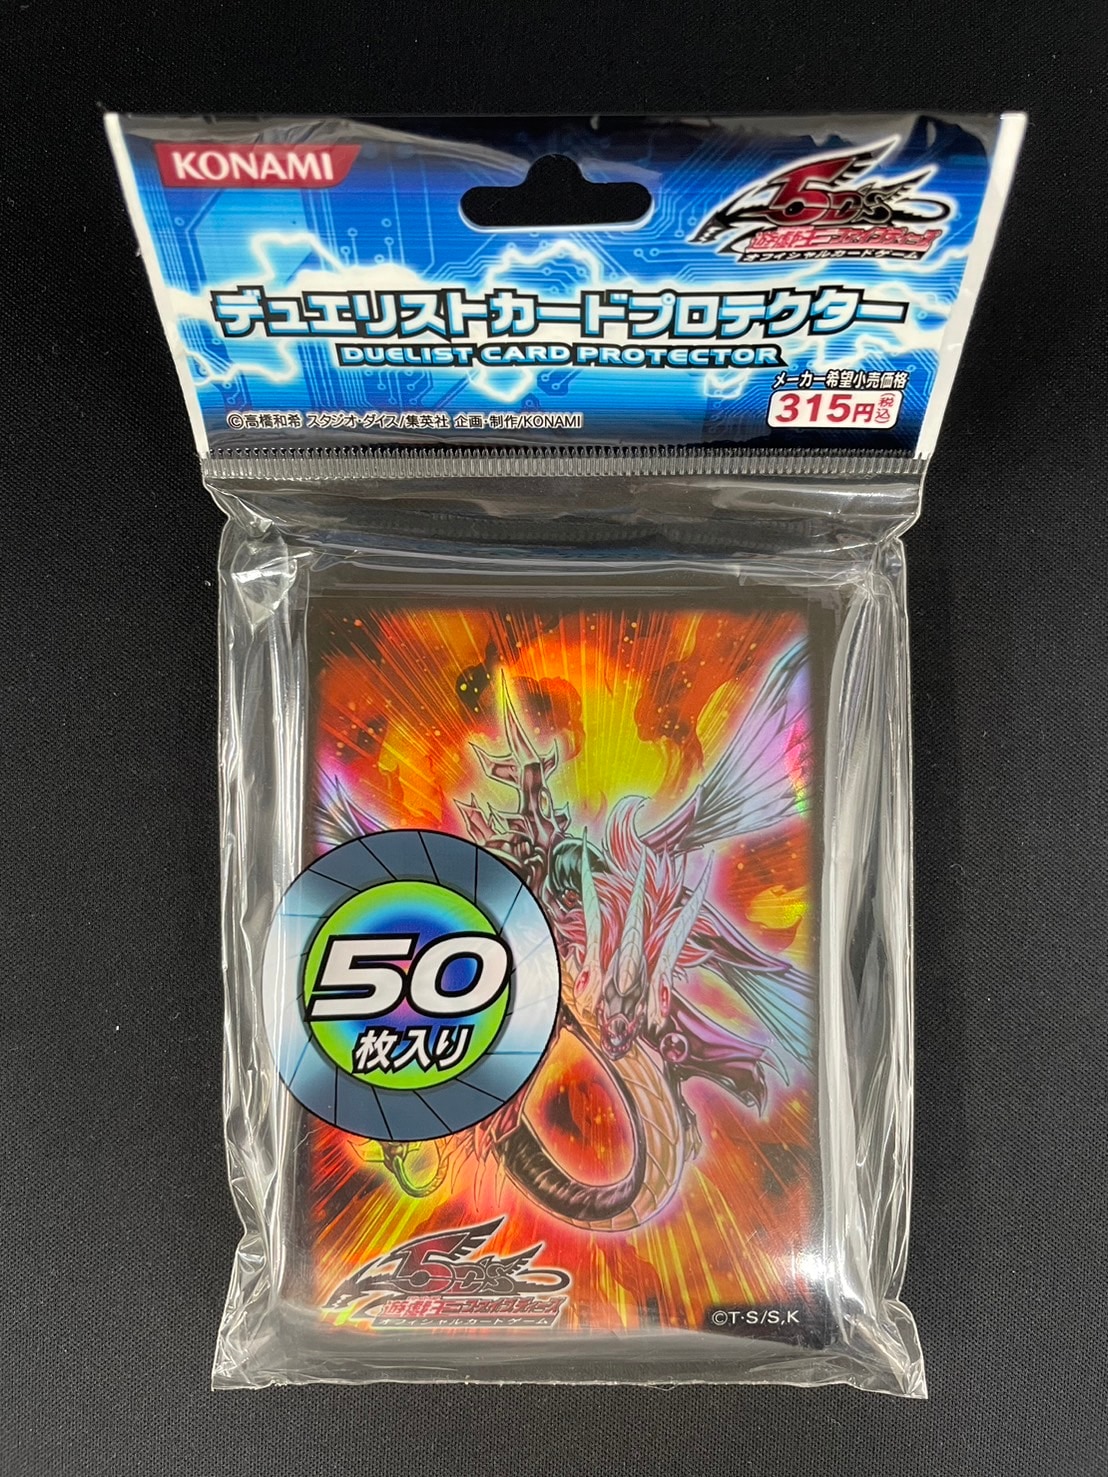 KONAMI
5D's
遊戯王ファイブディーズ
オフィシャルカードゲーム
デュエリストカードプロテクター
DUELIST CARD PROTECTOR
メーカー希望小売価格
315円(税込)
©高橋和希 スタジオ・ダイス/集英社 企画・制作/KONAMI
50
枚入り
5D's
遊戯王ファイブディーズ
オフィシャルカードゲーム
©T·S/S,K